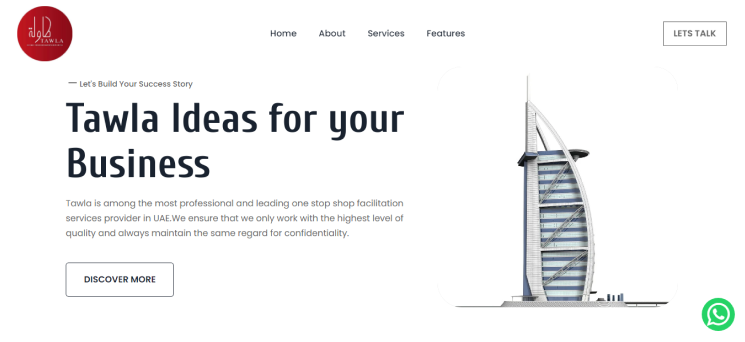 طاولة
TAWLA
Home
About
Services
Features
LETS TALK
Let's Build Your Success Story
Tawla Ideas for your
Business
Tawla is among the most professional and leading one stop shop facilitation
services provider in UAE.We ensure that we only work with the highest level of
quality and always maintain the same regard for confidentiality.
DISCOVER MORE